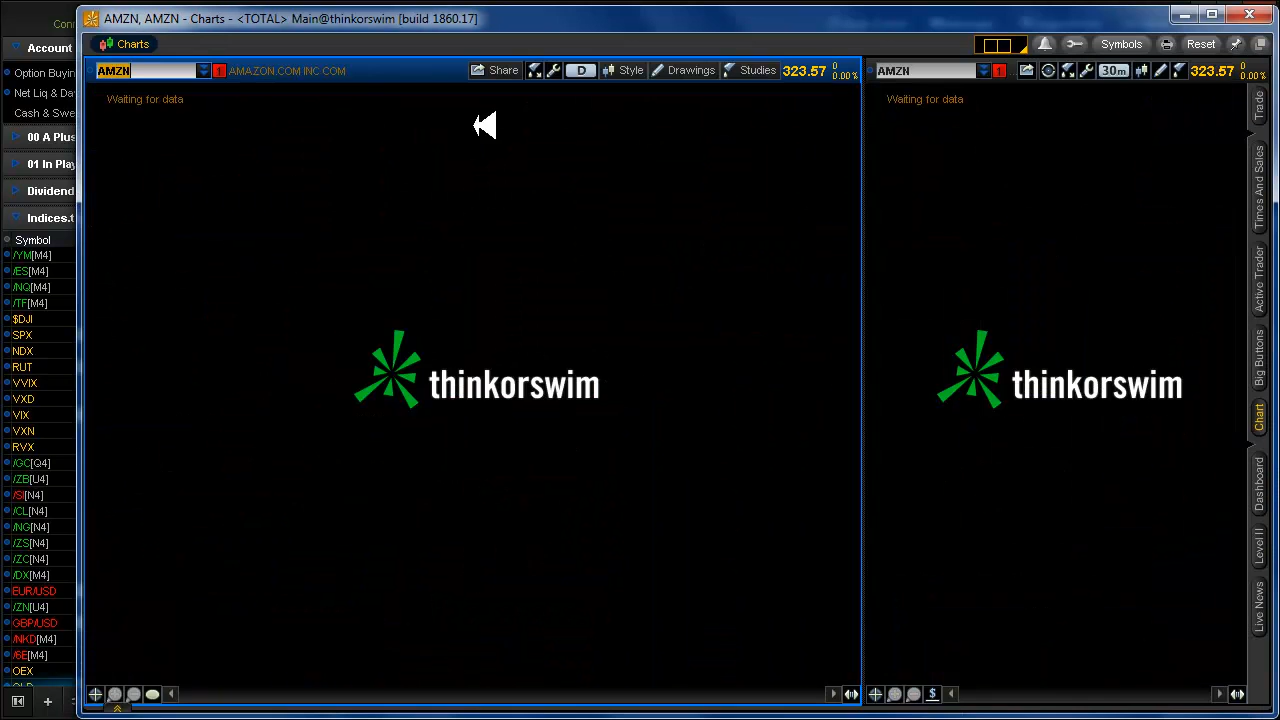 AMZN, AMZN - Charts - <TOTAL> Main@thinkorswim [build 1860.17]
Charts
Symbols
Reset
AMZN
1
AMAZON.COM INC COM
Share
D
Style
Drawings
Studies
323.57
0
0.00%
AMZN
1
30m
323.57
0
0.00%
Waiting for data
Waiting for data
thinkorswim
thinkorswim
Trade
Times And Sales
Active Trader
Big Buttons
Chart
Dashboard
Level II
Live News
Account
Option Buyin
Net Liq & Da
Cash & Swe
00 A Plus
01 In Play
Dividend
Indices.t
Symbol
/YM[M4]
/ES[M4]
/NQ[M4]
/TF[M4]
$DJI
SPX
NDX
RUT
VVIX
VXD
VIX
VXN
RVX
/GC[Q4]
/ZB[U4]
/SI[N4]
/CL[N4]
/NG[N4]
/ZS[N4]
/ZC[N4]
/DX[M4]
EUR/USD
/ZN[U4]
GBP/USD
/NKD[M4]
/6E[M4]
OEX
$